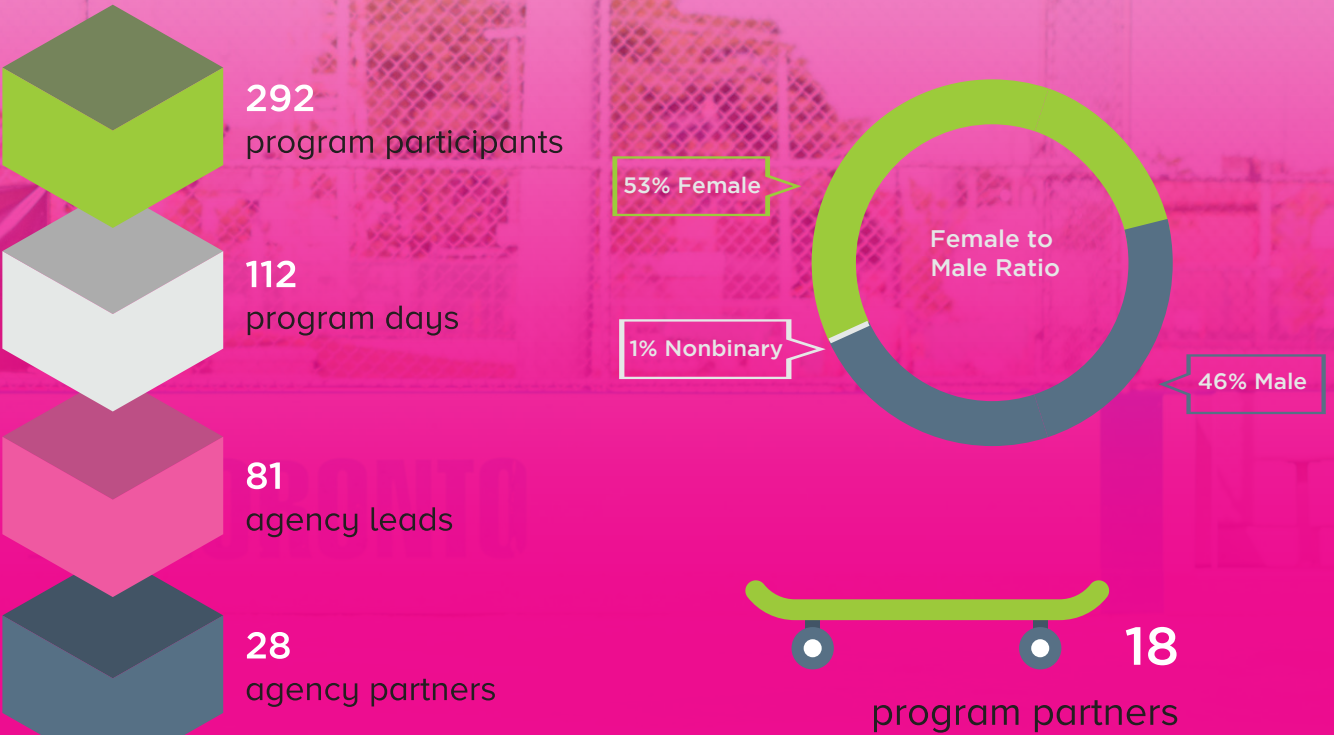 292
program participants
112
program days
81
agency leads
28
agency partners
53% Female
Female to
Male Ratio
1% Nonbinary
46% Male
18
program partners